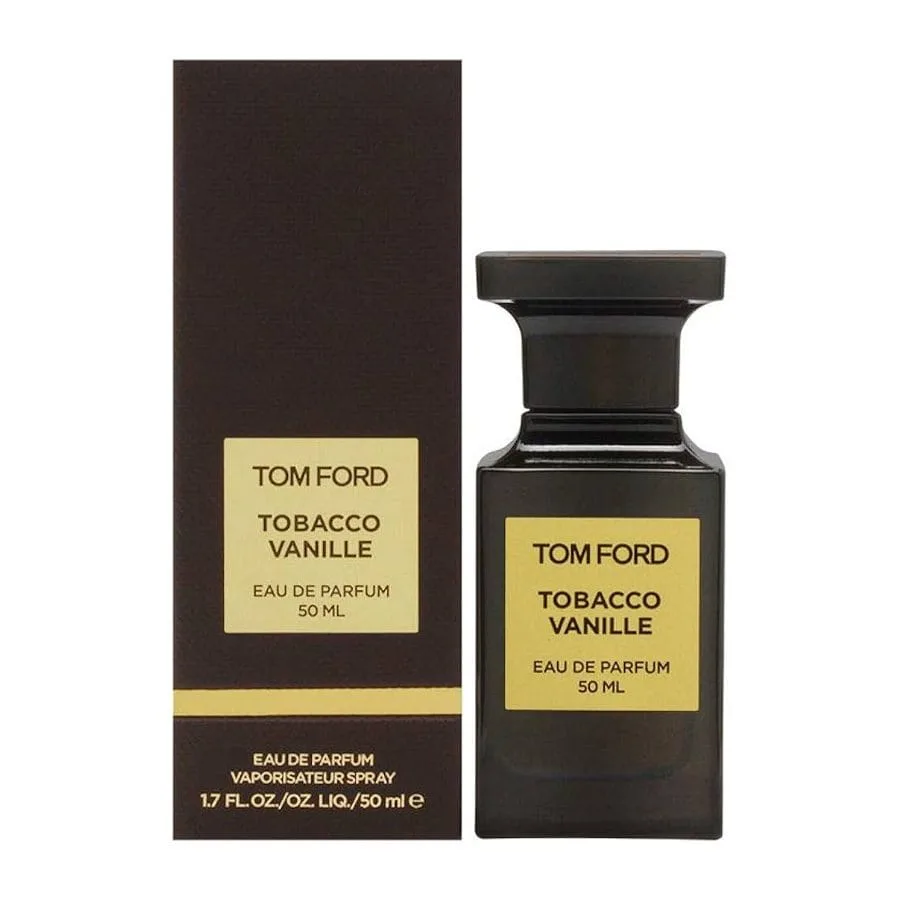 TOM FORD
TOBACCO
VANILLE
EAU DE PARFUM
50 ML
EAU DE PARFUM
VAPORISATEUR SPRAY
1.7 FL.OZ./OZ. LIQ./50 ml e
TOM FORD
TOBACCO
VANILLE
EAU DE PARFUM
50 ML